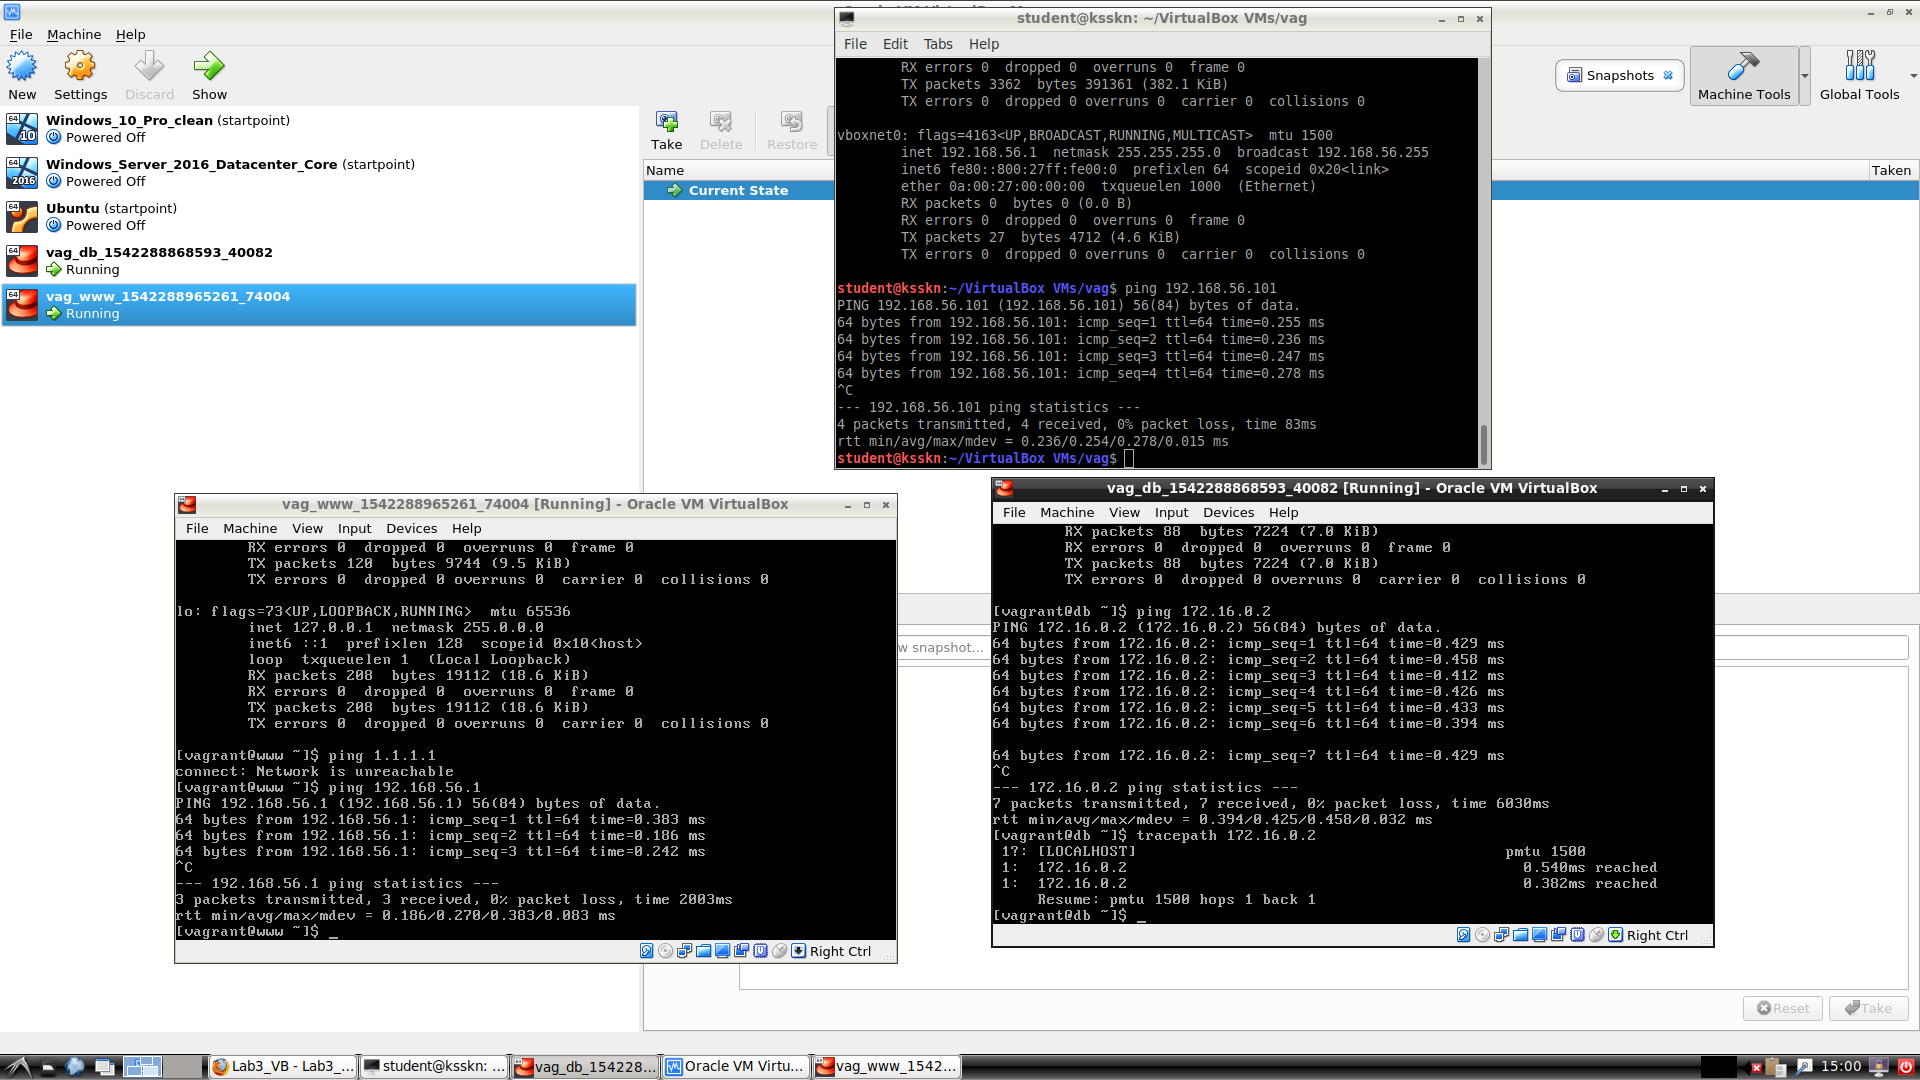 File Machine Help
New Settings Discard Show
Windows_10_Pro_clean (startpoint)
Powered Off
Windows_Server_2016_Datacenter_Core (startpoint)
Powered Off
Ubuntu (startpoint)
Powered Off
vag_db_1542288868593_40082
Running
vag_www_1542288965261_74004
Running
Take Delete Restore
Name
Current State
Snapshots
Machine Tools
Global Tools
Taken
student@ksskn: ~/VirtualBox VMs/vag
File Edit Tabs Help
RX errors 0 dropped 0 overruns 0 frame 0
TX packets 3362 bytes 391361 (382.1 KiB)
TX errors 0 dropped 0 overruns 0 carrier 0 collisions 0
vboxnet0: flags=4163<UP,BROADCAST,RUNNING,MULTICAST> mtu 1500
inet 192.168.56.1 netmask 255.255.255.0 broadcast 192.168.56.255
inet6 fe80::800:27ff:fe00:0 prefixlen 64 scopeid 0x20<link>
ether 0a:00:27:00:00:00 txqueuelen 1000 (Ethernet)
RX packets 0 bytes 0 (0.0 B)
RX errors 0 dropped 0 overruns 0 frame 0
TX packets 27 bytes 4712 (4.6 KiB)
TX errors 0 dropped 0 overruns 0 carrier 0 collisions 0
student@ksskn:~/VirtualBox VMs/vag$ ping 192.168.56.101
PING 192.168.56.101 (192.168.56.101) 56(84) bytes of data.
64 bytes from 192.168.56.101: icmp_seq=1 ttl=64 time=0.255 ms
64 bytes from 192.168.56.101: icmp_seq=2 ttl=64 time=0.236 ms
64 bytes from 192.168.56.101: icmp_seq=3 ttl=64 time=0.247 ms
64 bytes from 192.168.56.101: icmp_seq=4 ttl=64 time=0.278 ms
^C
--- 192.168.56.101 ping statistics ---
4 packets transmitted, 4 received, 0% packet loss, time 83ms
rtt min/avg/max/mdev = 0.236/0.254/0.278/0.015 ms
student@ksskn:~/VirtualBox VMs/vag$
vag_www_1542288965261_74004 [Running] - Oracle VM VirtualBox
File Machine View Input Devices Help
RX errors 0 dropped 0 overruns 0 frame 0
TX packets 120 bytes 9744 (9.5 KiB)
TX errors 0 dropped 0 overruns 0 carrier 0 collisions 0
lo: flags=73<UP,LOOPBACK,RUNNING> mtu 65536
inet 127.0.0.1 netmask 255.0.0.0
inet6 ::1 prefixlen 128 scopeid 0x10<host>
loop txqueuelen 1 (Local Loopback)
RX packets 208 bytes 19112 (18.6 KiB)
RX errors 0 dropped 0 overruns 0 frame 0
TX packets 208 bytes 19112 (18.6 KiB)
TX errors 0 dropped 0 overruns 0 carrier 0 collisions 0
[vagrant@www ~]$ ping 1.1.1.1
connect: Network is unreachable
[vagrant@www ~]$ ping 192.168.56.1
PING 192.168.56.1 (192.168.56.1) 56(84) bytes of data.
64 bytes from 192.168.56.1: icmp_seq=1 ttl=64 time=0.383 ms
64 bytes from 192.168.56.1: icmp_seq=2 ttl=64 time=0.186 ms
64 bytes from 192.168.56.1: icmp_seq=3 ttl=64 time=0.242 ms
^C
--- 192.168.56.1 ping statistics ---
3 packets transmitted, 3 received, 0% packet loss, time 2003ms
rtt min/avg/max/mdev = 0.186/0.270/0.383/0.083 ms
[vagrant@www ~]$ _
Right Ctrl
vag_db_1542288868593_40082 [Running] - Oracle VM VirtualBox
File Machine View Input Devices Help
RX packets 88 bytes 7224 (7.0 KiB)
RX errors 0 dropped 0 overruns 0 frame 0
TX packets 88 bytes 7224 (7.0 KiB)
TX errors 0 dropped 0 overruns 0 carrier 0 collisions 0
[vagrant@db ~]$ ping 172.16.0.2
PING 172.16.0.2 (172.16.0.2) 56(84) bytes of data.
64 bytes from 172.16.0.2: icmp_seq=1 ttl=64 time=0.429 ms
64 bytes from 172.16.0.2: icmp_seq=2 ttl=64 time=0.458 ms
64 bytes from 172.16.0.2: icmp_seq=3 ttl=64 time=0.412 ms
64 bytes from 172.16.0.2: icmp_seq=4 ttl=64 time=0.426 ms
64 bytes from 172.16.0.2: icmp_seq=5 ttl=64 time=0.433 ms
64 bytes from 172.16.0.2: icmp_seq=6 ttl=64 time=0.394 ms
64 bytes from 172.16.0.2: icmp_seq=7 ttl=64 time=0.429 ms
^C
--- 172.16.0.2 ping statistics ---
7 packets transmitted, 7 received, 0% packet loss, time 6030ms
rtt min/avg/max/mdev = 0.394/0.425/0.458/0.032 ms
[vagrant@db ~]$ tracepath 172.16.0.2
1?: [LOCALHOST] pmtu 1500
1: 172.16.0.2 0.540ms reached
1: 172.16.0.2 0.382ms reached
Resume: pmtu 1500 hops 1 back 1
[vagrant@db ~]$ _
Right Ctrl
w snapshot...
Reset Take
Lab3_VB - Lab3_...
student@ksskn: ...
vag_db_154228...
Oracle VM Virtu...
vag_www_1542...
15:00